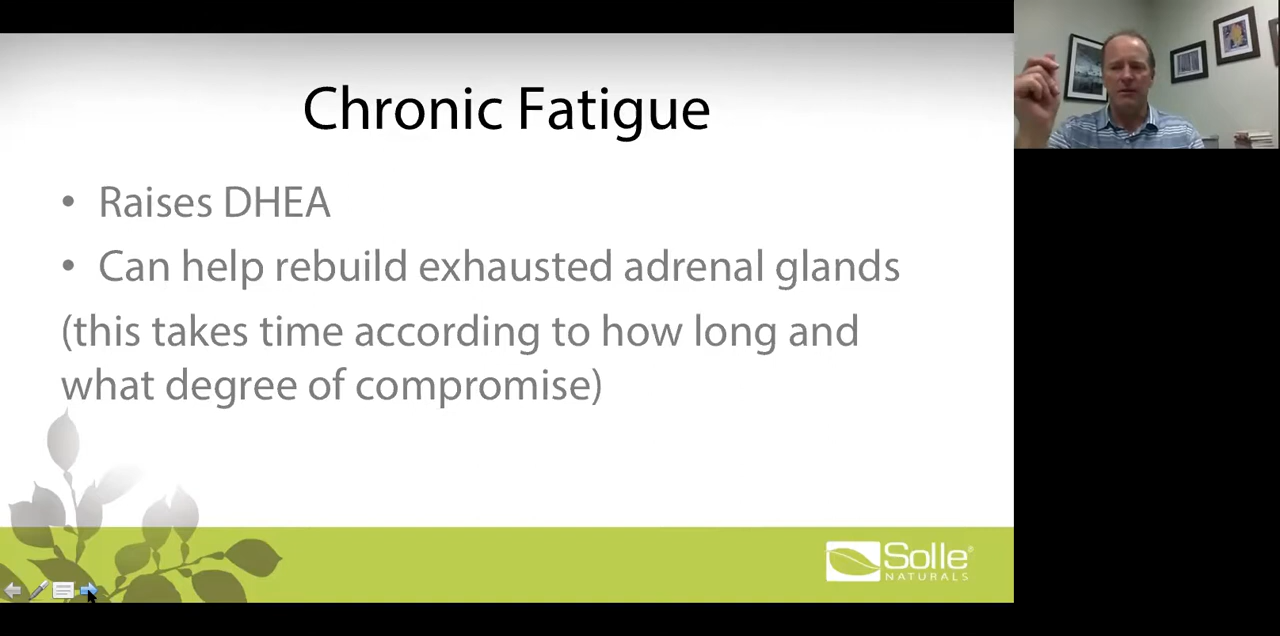 Chronic Fatigue
• Raises DHEA
• Can help rebuild exhausted adrenal glands
(this takes time according to how long and
what degree of compromise)
Solle®
NATURALS